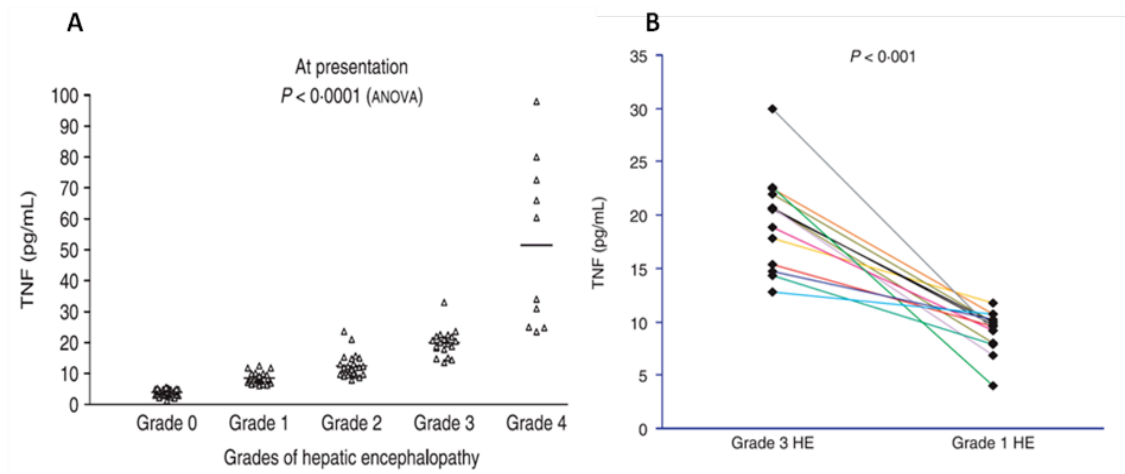 A
At presentation
P < 0·0001 (ANOVA)
100
90
80
70
60
50
40
30
20
10
0
TNF (pg/mL)
Grade 0 Grade 1 Grade 2 Grade 3 Grade 4
Grades of hepatic encephalopathy
B
P < 0·001
35
30
25
20
15
10
5
0
TNF (pg/mL)
Grade 3 HE Grade 1 HE